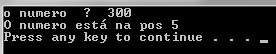 o numero  ?  300
O numero está na pos 5
Press any key to continue . . .